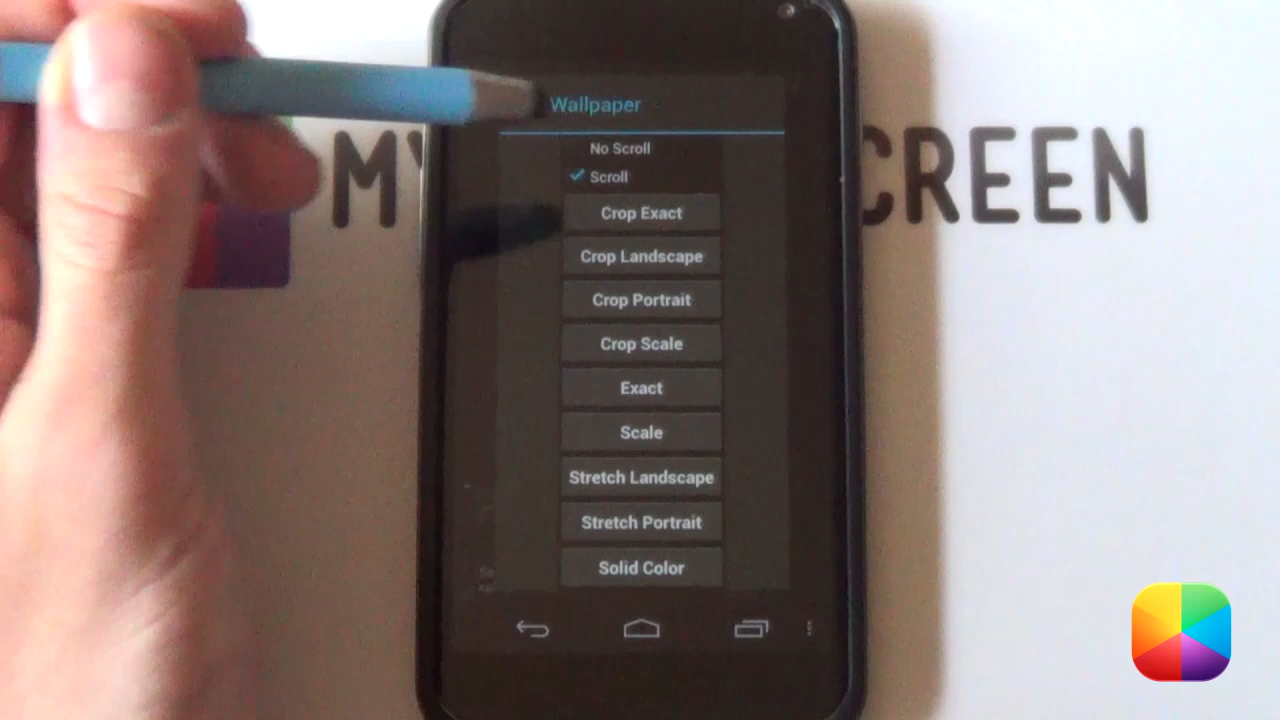 Wallpaper
No Scroll
Scroll
MY
CREEN
Crop Exact
Crop Landscape
Crop Portrait
Crop Scale
Exact
Scale
Stretch Landscape
Stretch Portrait
Solid Color